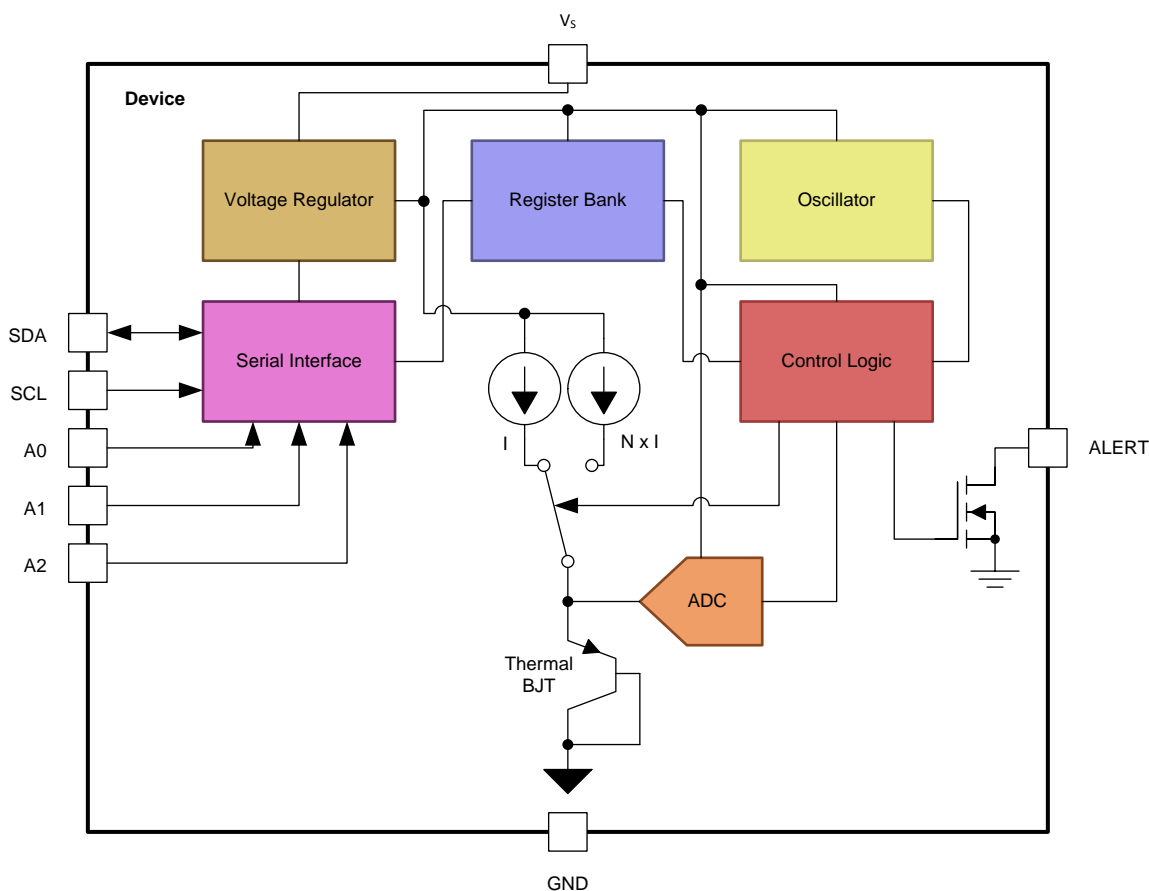 VS
Device
Voltage Regulator
Register Bank
Oscillator
SDA
Serial Interface
Control Logic
SCL
A0
I
N x I
ALERT
A1
A2
ADC
Thermal
BJT
GND